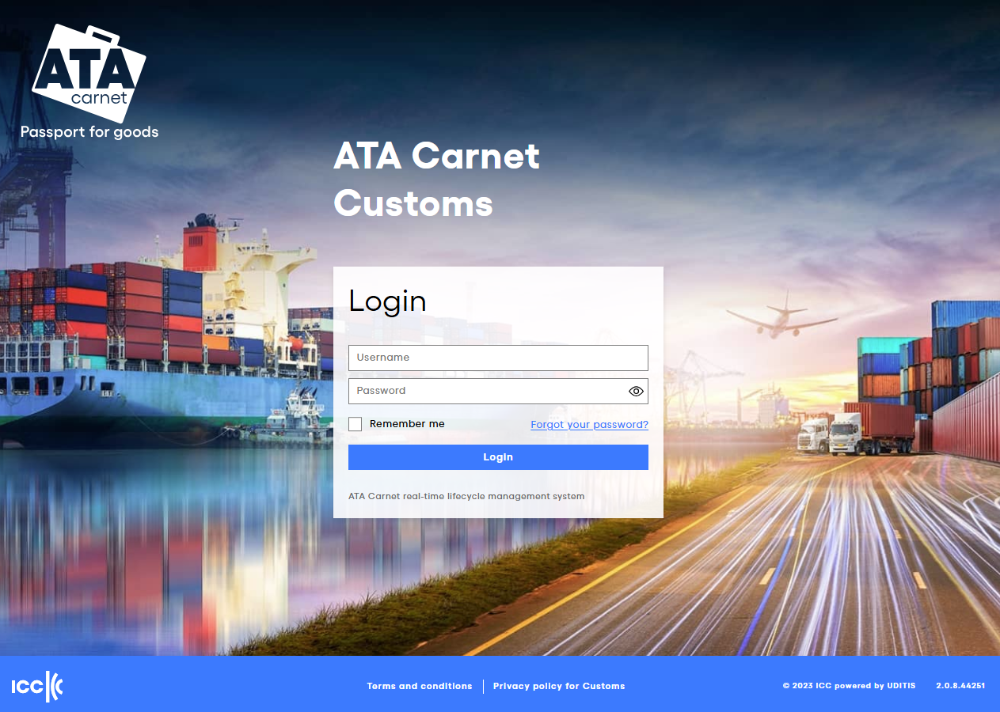 ATA
carnet
Passport for goods
ATA Carnet
Customs
Login
Username
Password
Remember me
Forgot your password?
Login
ATA Carnet real-time lifecycle management system
ICC
Terms and conditions
Privacy policy for Customs
© 2023 ICC powered by UDITIS
2.0.8.44251